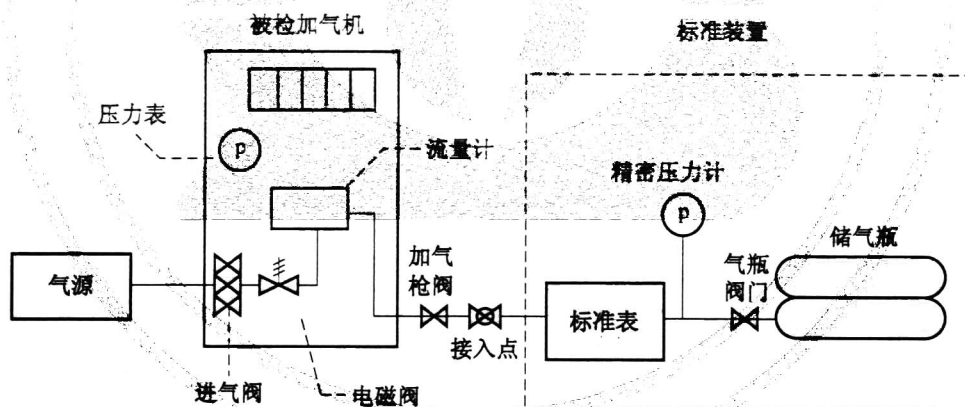 被检加气机
标准装置
压力表
p
流量计
精密压力计
p
储气瓶
气源
加气
枪阀
气瓶
阀门
标准表
接入点
进气阀
电磁阀